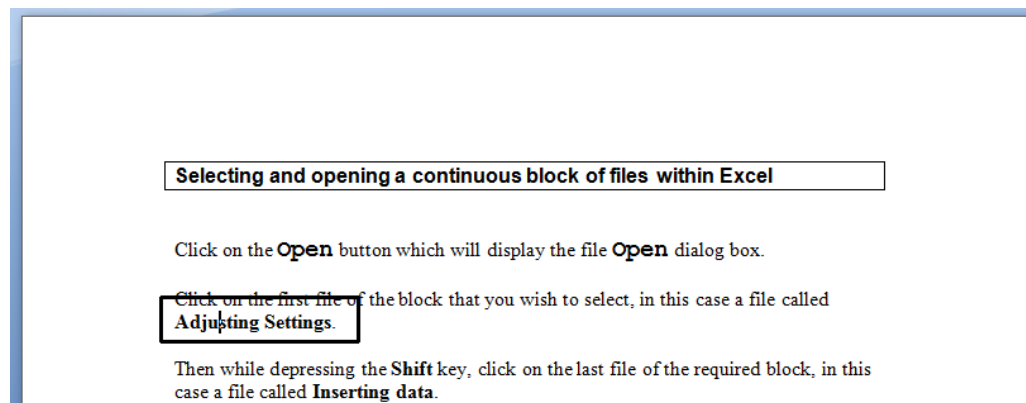 Selecting and opening a continuous block of files within Excel
Click on the Open button which will display the file Open dialog box.
Click on the first file of the block that you wish to select, in this case a file called
Adjusting Settings.
Then while depressing the Shift key, click on the last file of the required block, in this
case a file called Inserting data.